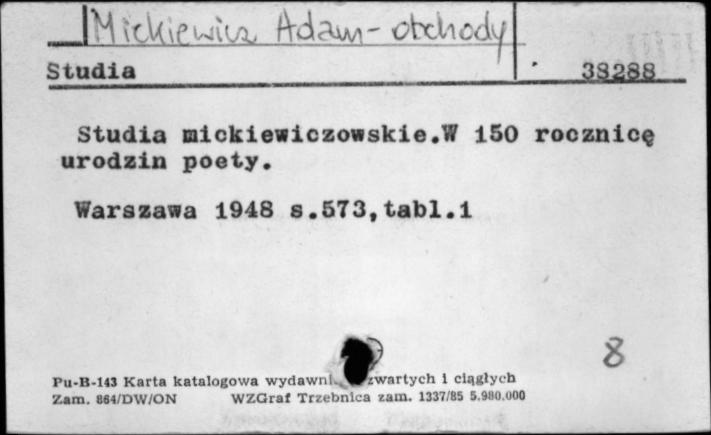 Mickiewicz Adam - obchody
Studia 38288
Studia mickiewiczowskie.W 150 rocznicę
urodzin poety.
Warszawa 1948 s.573,tabl.1
8
Pu-B-143 Karta katalogowa wydawni zwartych i ciągłych
Zam. 864/DW/ON WZGraf Trzebnica zam. 1337/85 5.980.000